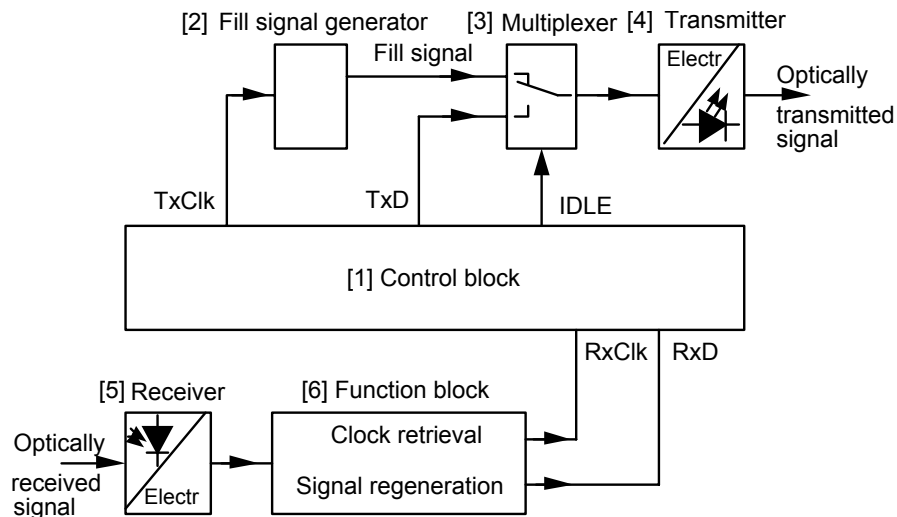 [2] Fill signal generator
[3] Multiplexer
[4] Transmitter
Fill signal
Electr
Optically
transmitted
signal
TxClk
TxD
IDLE
[1] Control block
RxClk
RxD
[5] Receiver
[6] Function block
Optically
received
signal
Electr
Clock retrieval
Signal regeneration